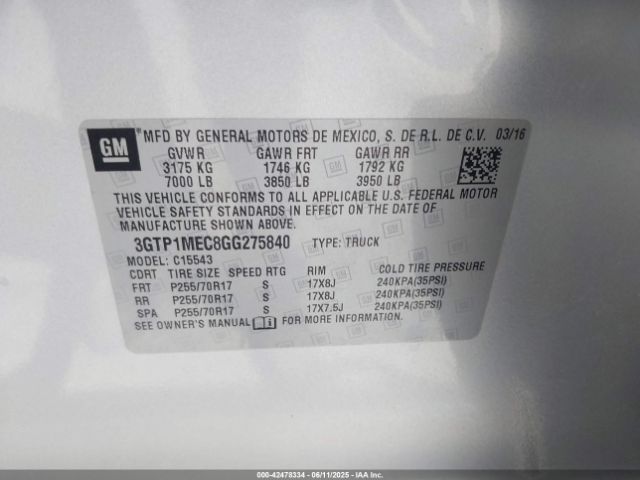 GM
MFD BY GENERAL MOTORS DE MEXICO, S. DE R.L. DE C.V. 03/16
GVWR GAWR FRT GAWR RR
3175 KG 1746 KG 1792 KG
7000 LB 3850 LB 3950 LB
THIS VEHICLE CONFORMS TO ALL APPLICABLE U.S. FEDERAL MOTOR
VEHICLE SAFETY STANDARDS IN EFFECT ON THE DATE OF
MANUFACTURE SHOWN ABOVE.
3GTP1MEC8GG275840 TYPE: TRUCK
MODEL: C15543
CDRT TIRE SIZE SPEED RTG RIM COLD TIRE PRESSURE
FRT P255/70R17 S 17X8J 240KPA(35PSI)
RR P255/70R17 S 17X8J 240KPA(35PSI)
SPA P255/70R17 S 17X7.5J 240KPA(35PSI)
SEE OWNER'S MANUAL i FOR MORE INFORMATION.
000-42478334 - 06/11/2025 - IAAI.COM